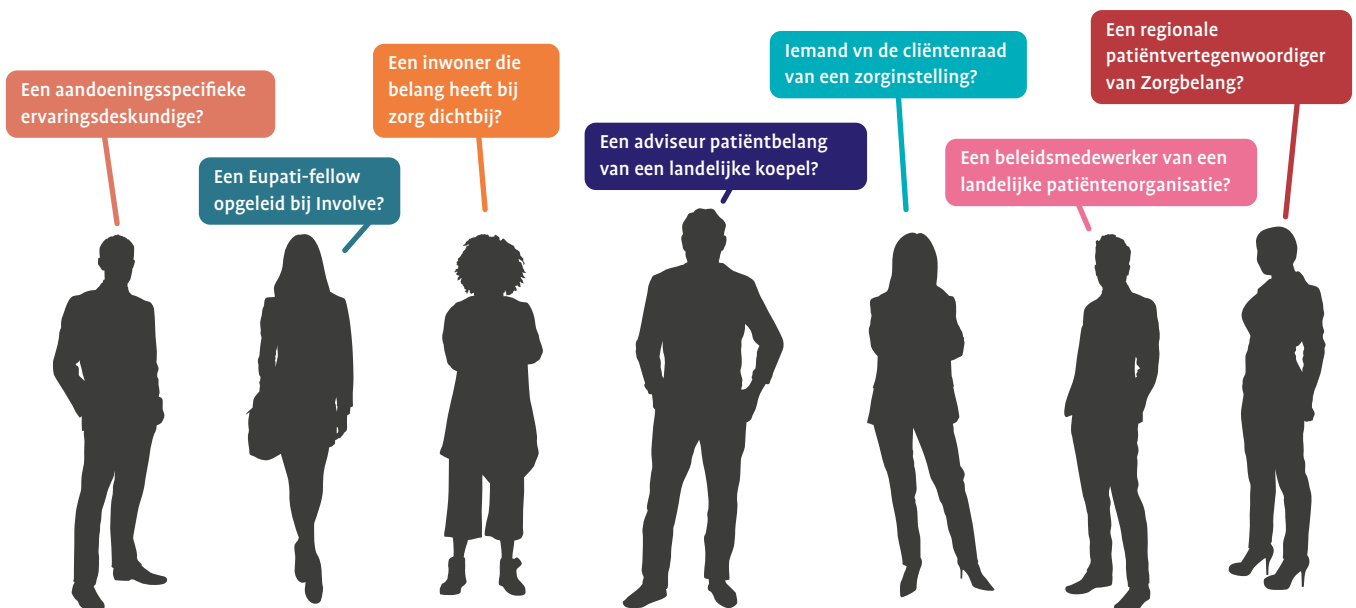 Een aandoeningsspecifieke
ervaringsdeskundige?
Een Eupati-fellow
opgeleid bij Involve?
Een inwoner die
belang heeft bij
zorg dichtbij?
Een adviseur patiëntbelang
van een landelijke koepel?
Iemand vn de cliëntenraad
van een zorginstelling?
Een beleidsmedewerker van een
landelijke patiëntenorganisatie?
Een regionale
patiëntvertegenwoordiger
van Zorgbelang?